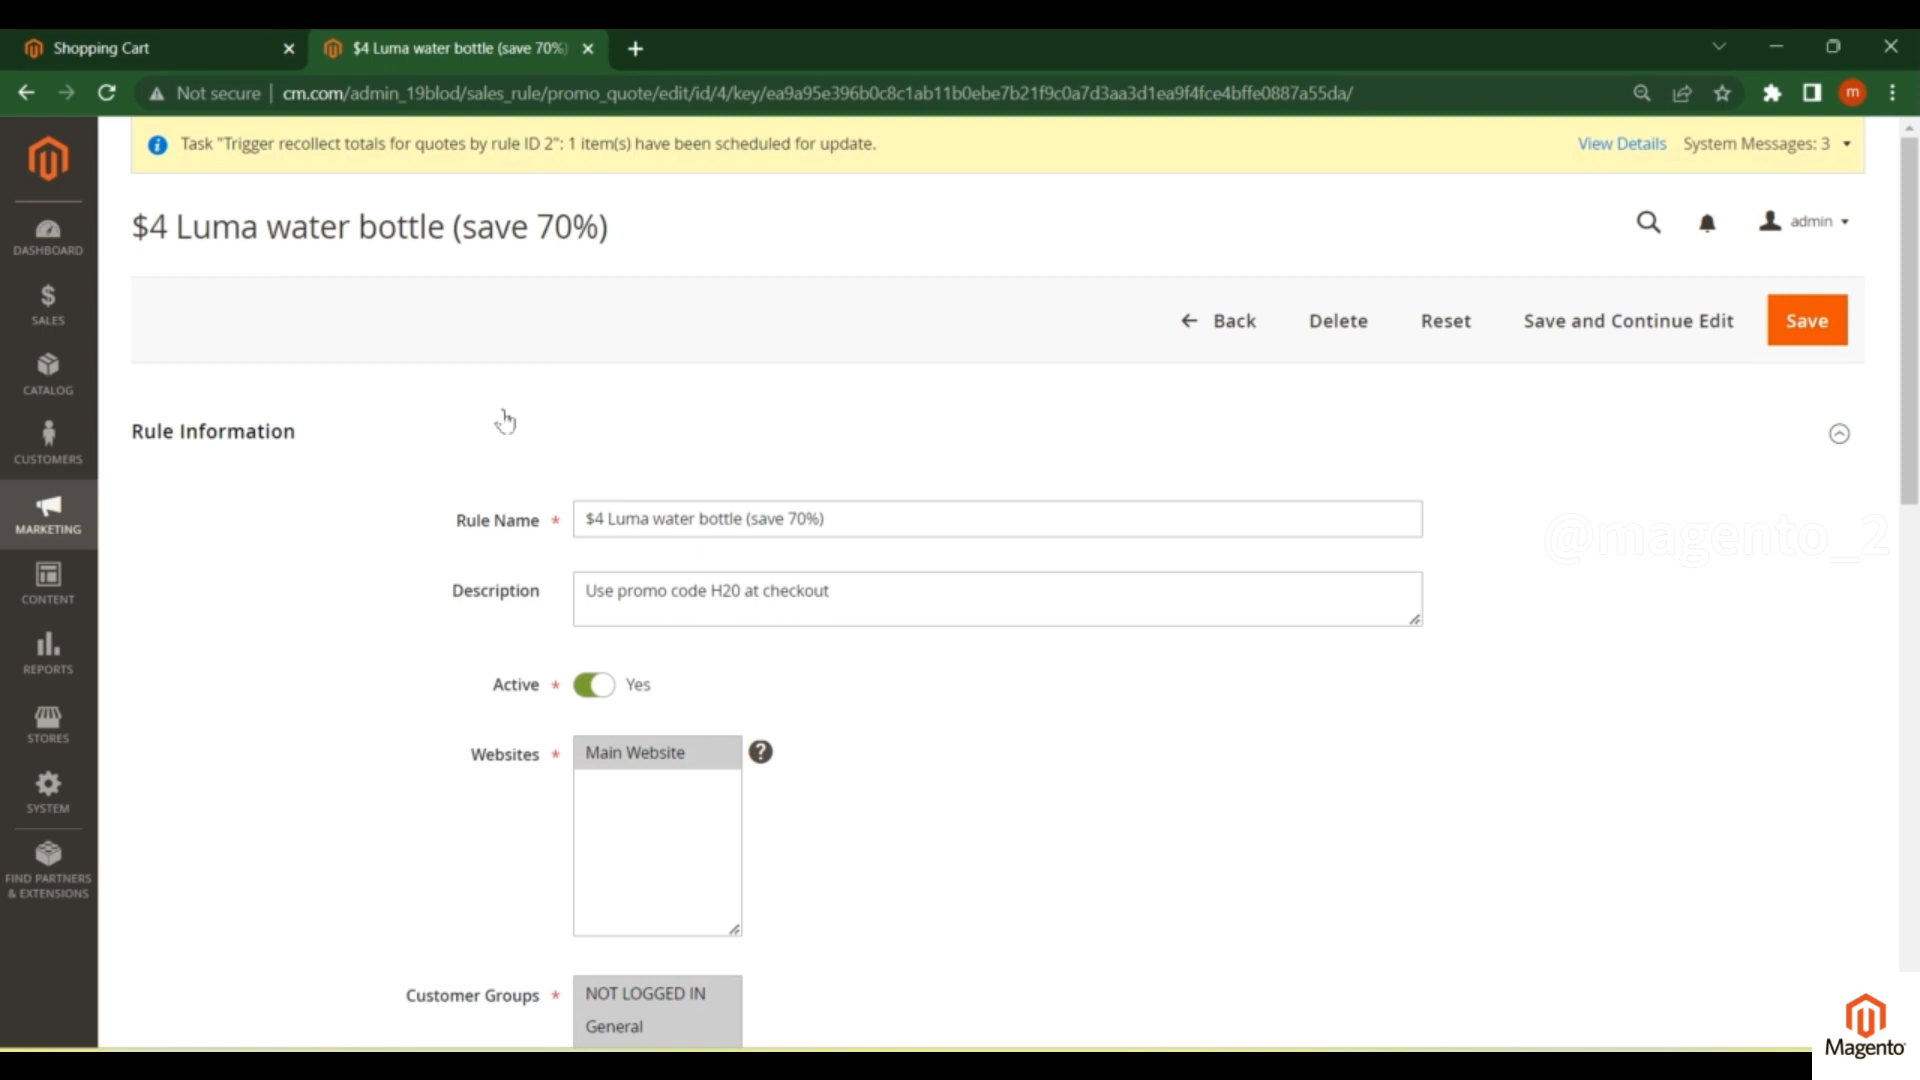 Shopping Cart
$4 Luma water bottle (save 70%)
Not secure | cm.com/admin_19blod/sales_rule/promo_quote/edit/id/4/key/ea9a95e396b0c8c1ab11b0ebe7b21f9c0a7d3aa3d1ea9f4fce4bffe0887a55da/
m
Task "Trigger recollect totals for quotes by rule ID 2": 1 item(s) have been scheduled for update.
View Details
System Messages: 3
$4 Luma water bottle (save 70%)
admin
Back
Delete
Reset
Save and Continue Edit
Save
DASHBOARD
SALES
CATALOG
CUSTOMERS
MARKETING
CONTENT
REPORTS
STORES
SYSTEM
FIND PARTNERS
& EXTENSIONS
Rule Information
Rule Name *
$4 Luma water bottle (save 70%)
@magento_2
Description
Use promo code H20 at checkout
Active *
Yes
Websites *
Main Website
?
Customer Groups *
NOT LOGGED IN
General
Magento